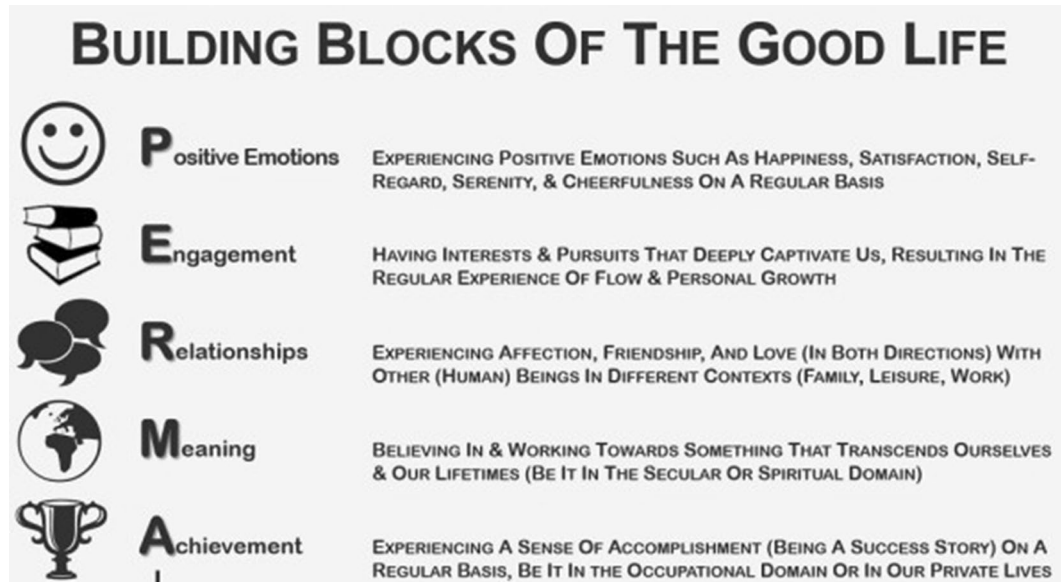 BUILDING BLOCKS OF THE GOOD LIFE
Positive Emotions
EXPERIENCING POSITIVE EMOTIONS SUCH AS HAPPINESS, SATISFACTION, SELF-
REGARD, SERENITY, & CHEERFULNESS ON A REGULAR BASIS
Engagement
HAVING INTERESTS & PURSUITS THAT DEEPLY CAPTIVATE US, RESULTING IN THE
REGULAR EXPERIENCE OF FLOW & PERSONAL GROWTH
Relationships
EXPERIENCING AFFECTION, FRIENDSHIP, AND LOVE (IN BOTH DIRECTIONS) WITH
OTHER (HUMAN) BEINGS IN DIFFERENT CONTEXTS (FAMILY, LEISURE, WORK)
Meaning
BELIEVING IN & WORKING TOWARDS SOMETHING THAT TRANSCENDS OURSELVES
& OUR LIFETIMES (BE IT IN THE SECULAR OR SPIRITUAL DOMAIN)
Achievement
EXPERIENCING A SENSE OF ACCOMPLISHMENT (BEING A SUCCESS STORY) ON A
REGULAR BASIS, BE IT IN THE OCCUPATIONAL DOMAIN OR IN OUR PRIVATE LIVES